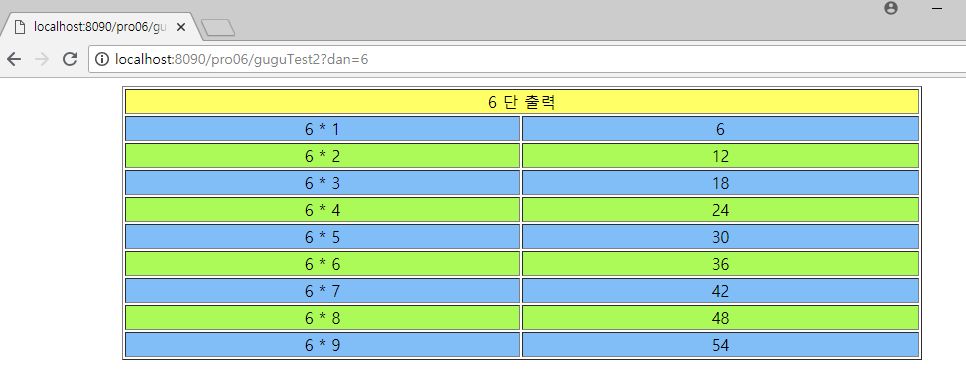 localhost:8090/pro06/gu
localhost:8090/pro06/guguTest2?dan=6
6 단 출력
6 * 1 6
6 * 2 12
6 * 3 18
6 * 4 24
6 * 5 30
6 * 6 36
6 * 7 42
6 * 8 48
6 * 9 54